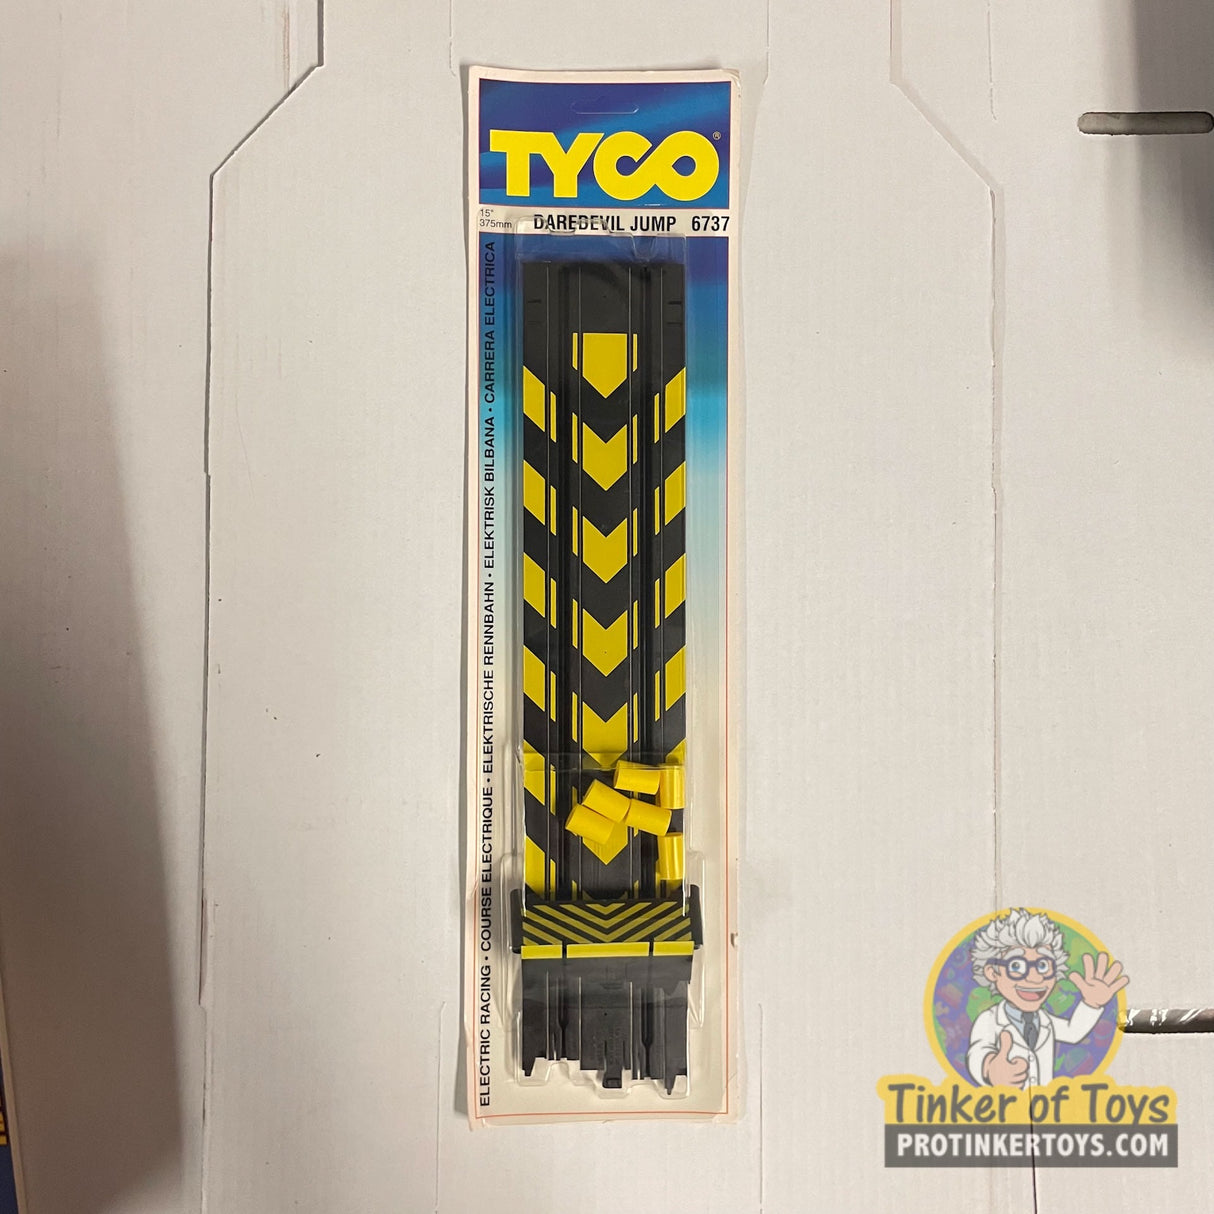 TYCO®
15"
375mm
DAREDEVIL JUMP 6737
ELECTRIC RACING • COURSE ELECTRIQUE • ELEKTRISCHE RENNBAHN • ELEKTRISK BILBANA • CARRERA ELECTRICA
Tinker of Toys
PROTINKERTOYS.COM